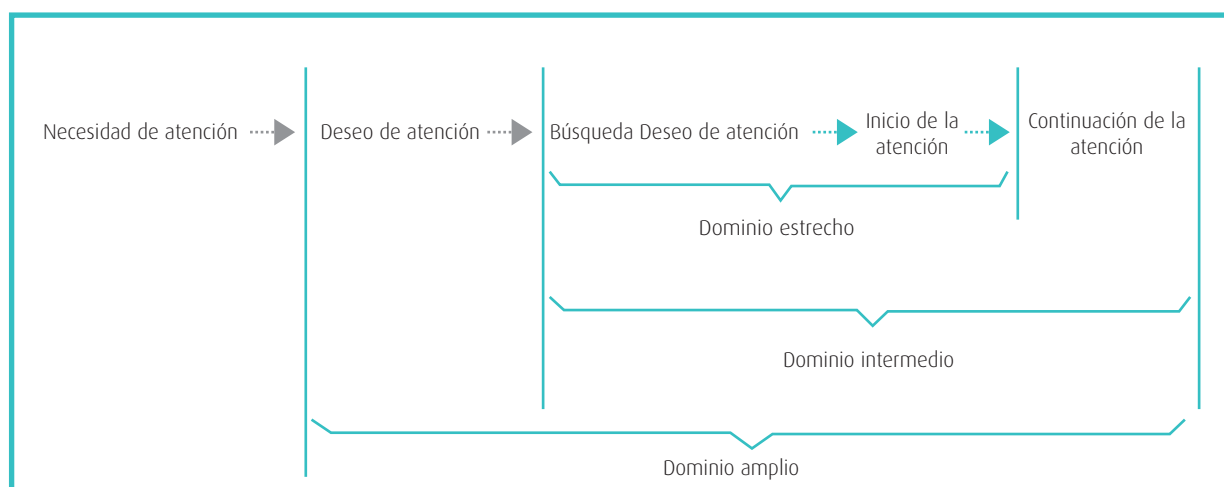 Necesidad de atención
Deseo de atención
Búsqueda Deseo de atención
Inicio de la
atención
Continuación de la
atención
Dominio estrecho
Dominio intermedio
Dominio amplio